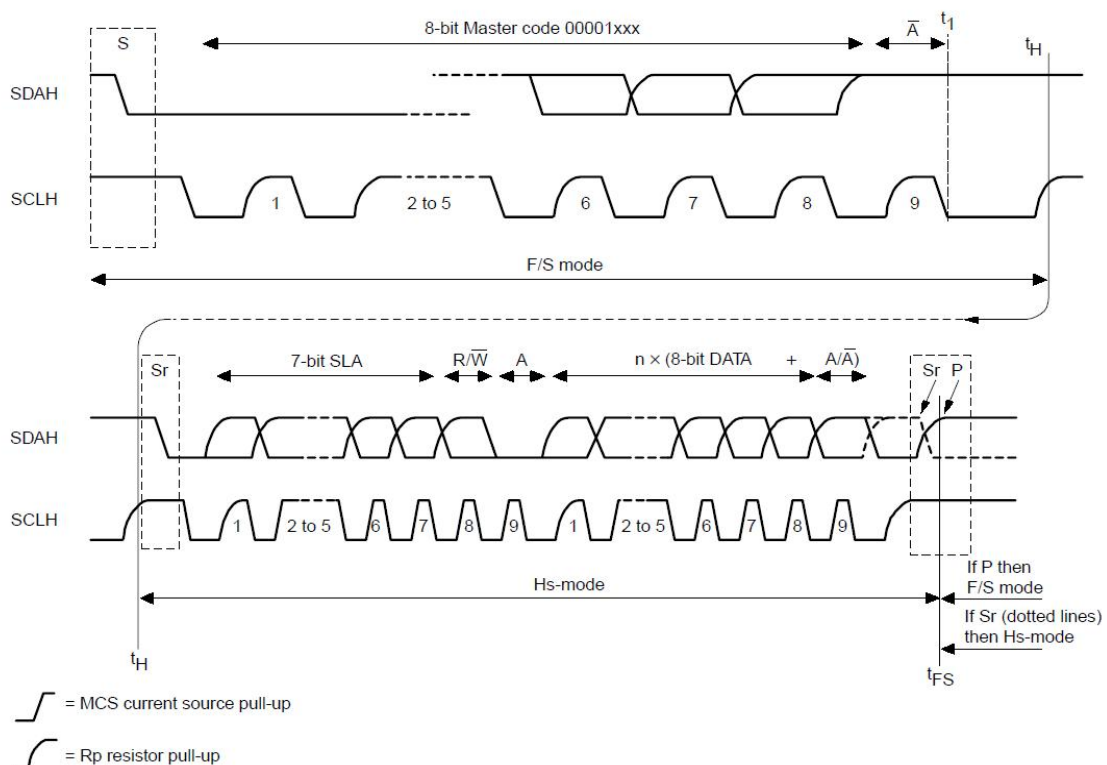 8-bit Master code 00001xxx
A̅
t1
S
tH
SDAH
SCLH
1
2 to 5
6
7
8
9
F/S mode
Sr
7-bit SLA
R/W̅
A
n × (8-bit DATA
+
A/A̅)
Sr
P
SDAH
SCLH
1
2 to 5
6
7
8
9
1
2 to 5
6
7
8
9
Hs-mode
If P then
F/S mode
If Sr (dotted lines)
then Hs-mode
tH
tFS
= MCS current source pull-up
= Rp resistor pull-up